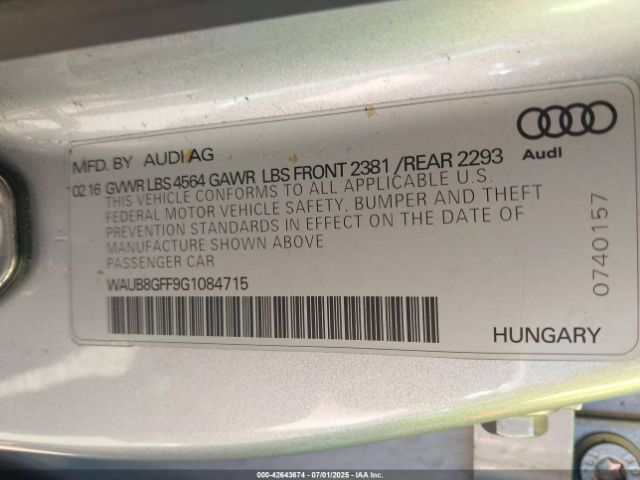 MFD. BY AUDI AG
Audi
02 16 GVWR LBS 4564 GAWR LBS FRONT 2381 /REAR 2293
THIS VEHICLE CONFORMS TO ALL APPLICABLE U.S.
FEDERAL MOTOR VEHICLE SAFETY, BUMPER AND THEFT
PREVENTION STANDARDS IN EFFECT ON THE DATE OF
MANUFACTURE SHOWN ABOVE
PASSENGER CAR
WAUB8GFF9G1084715
0740157
HUNGARY
000-42643674 - 07/01/2025 - IAA, Inc.